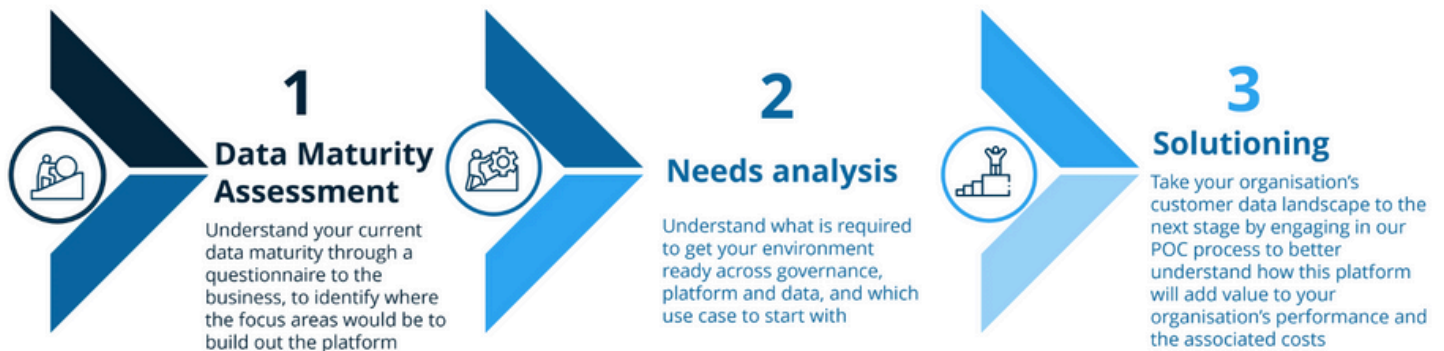 1
Data Maturity
Assessment
Understand your current
data maturity through a
questionnaire to the
business, to identify where
the focus areas would be to
build out the platform
2
Needs analysis
Understand what is required
to get your environment
ready across governance,
platform and data, and which
use case to start with
3
Solutioning
Take your organisation’s
customer data landscape to the
next stage by engaging in our
POC process to better
understand how this platform
will add value to your
organisation’s performance and
the associated costs